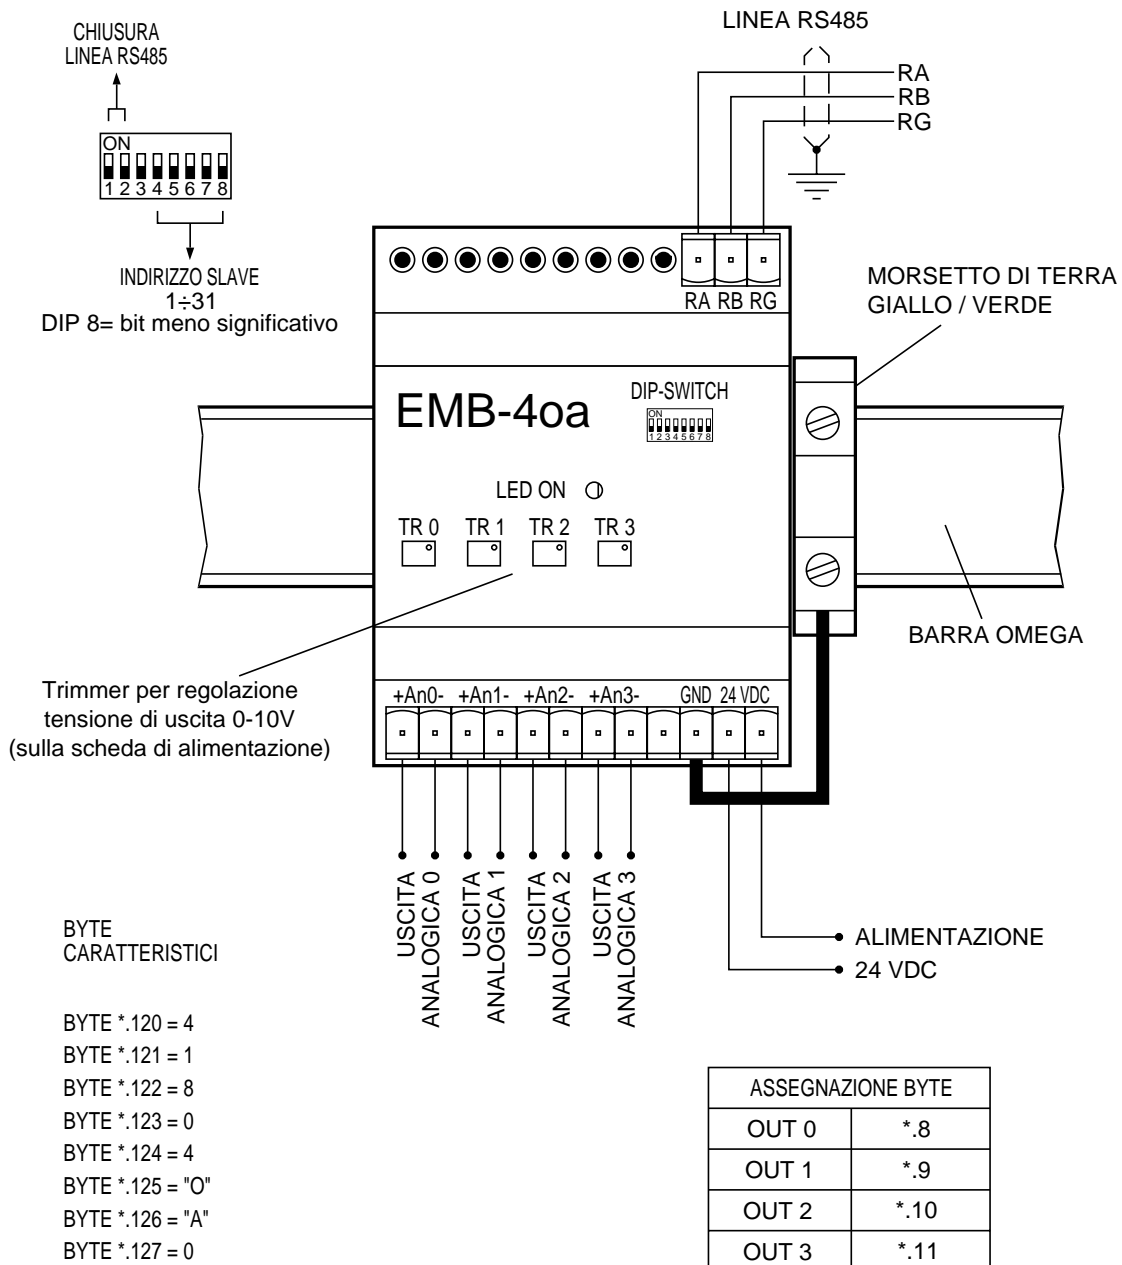 CHIUSURA
LINEA RS485
ON
1 2 3 4 5 6 7 8
INDIRIZZO SLAVE
1÷31
DIP 8= bit meno significativo
LINEA RS485
RA
RB
RG
RA RB RG
MORSETTO DI TERRA
GIALLO / VERDE
EMB-4oa
DIP-SWITCH
ON
1 2 3 4 5 6 7 8
LED ON
TR 0 TR 1 TR 2 TR 3
BARRA OMEGA
Trimmer per regolazione
tensione di uscita 0-10V
(sulla scheda di alimentazione)
+An0- +An1- +An2- +An3- GND 24 VDC
USCITA
ANALOGICA 0
USCITA
ANALOGICA 1
USCITA
ANALOGICA 2
USCITA
ANALOGICA 3
ALIMENTAZIONE
24 VDC
BYTE
CARATTERISTICI
BYTE *.120 = 4
BYTE *.121 = 1
BYTE *.122 = 8
BYTE *.123 = 0
BYTE *.124 = 4
BYTE *.125 = "O"
BYTE *.126 = "A"
BYTE *.127 = 0
ASSEGNAZIONE BYTE
OUT 0 *.8
OUT 1 *.9
OUT 2 *.10
OUT 3 *.11